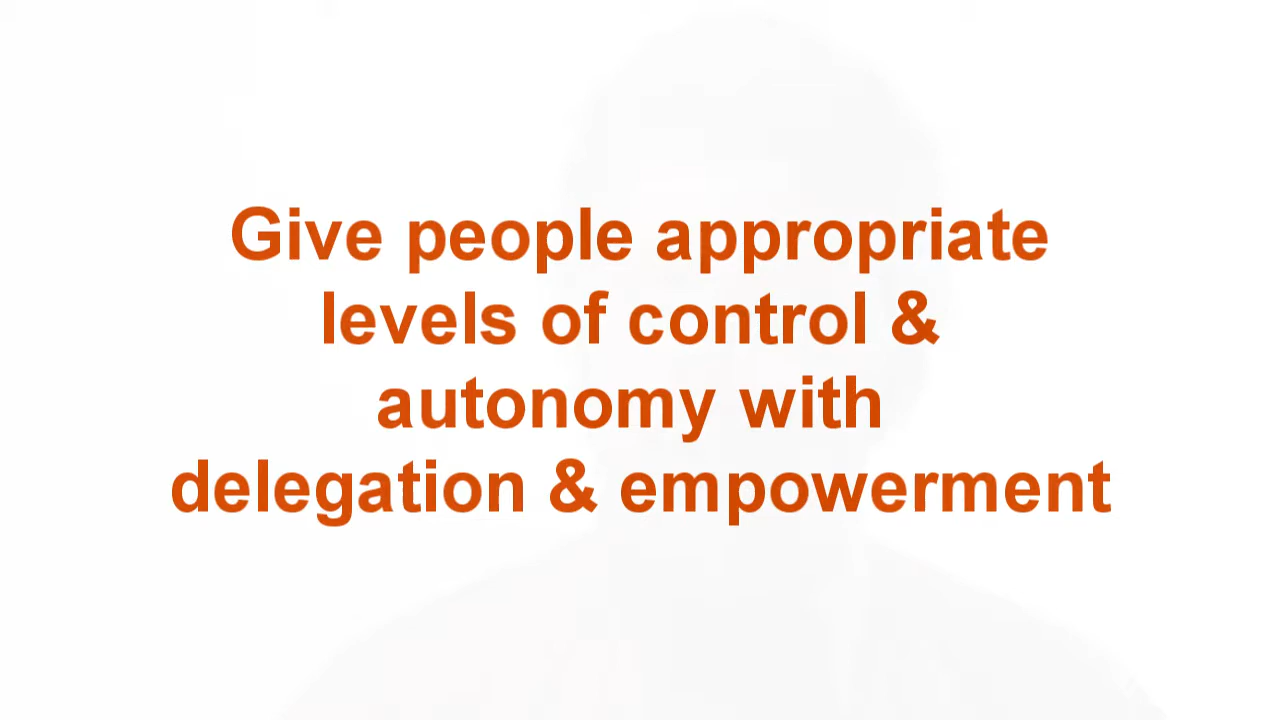 Give people appropriate
levels of control &
autonomy with
delegation & empowerment